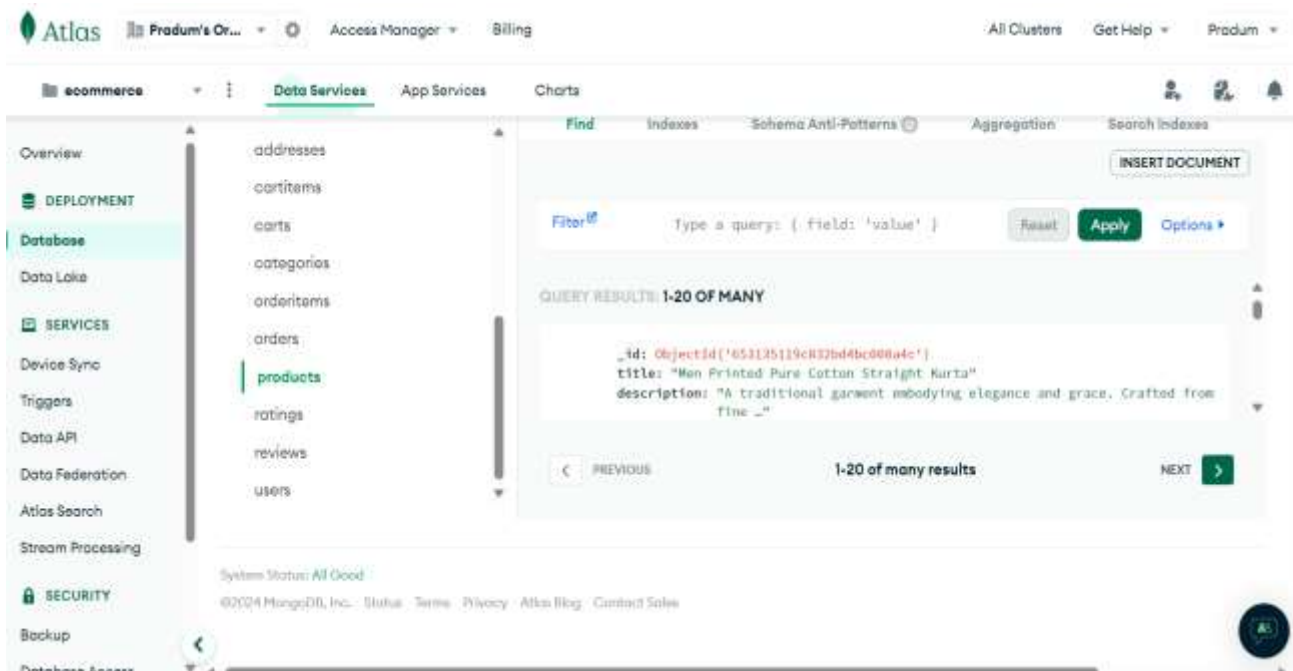 Atlas
Pradum's Or...
Access Manager
Billing
All Clusters
Get Help
Pradum
ecommerce
Data Services
App Services
Charts
Overview
DEPLOYMENT
Database
Data Lake
SERVICES
Device Sync
Triggers
Data API
Data Federation
Atlas Search
Stream Processing
SECURITY
Backup
Database Access
addresses
cartitems
carts
categories
orderitems
orders
products
ratings
reviews
users
Find
Indexes
Schema Anti-Patterns
Aggregation
Search Indexes
INSERT DOCUMENT
Filter
Type a query: { field: 'value' }
Reset
Apply
Options
QUERY RESULTS: 1-20 OF MANY
_id: ObjectId(
title: "Men Printed Pure Cotton Straight Kurta"
description: "A traditional garment embodying elegance and grace. Crafted from
fine …"
PREVIOUS
1-20 of many results
NEXT
System Status: All Good
©2024 MongoDB, Inc. Status Terms Privacy Atlas Blog Contact Sales